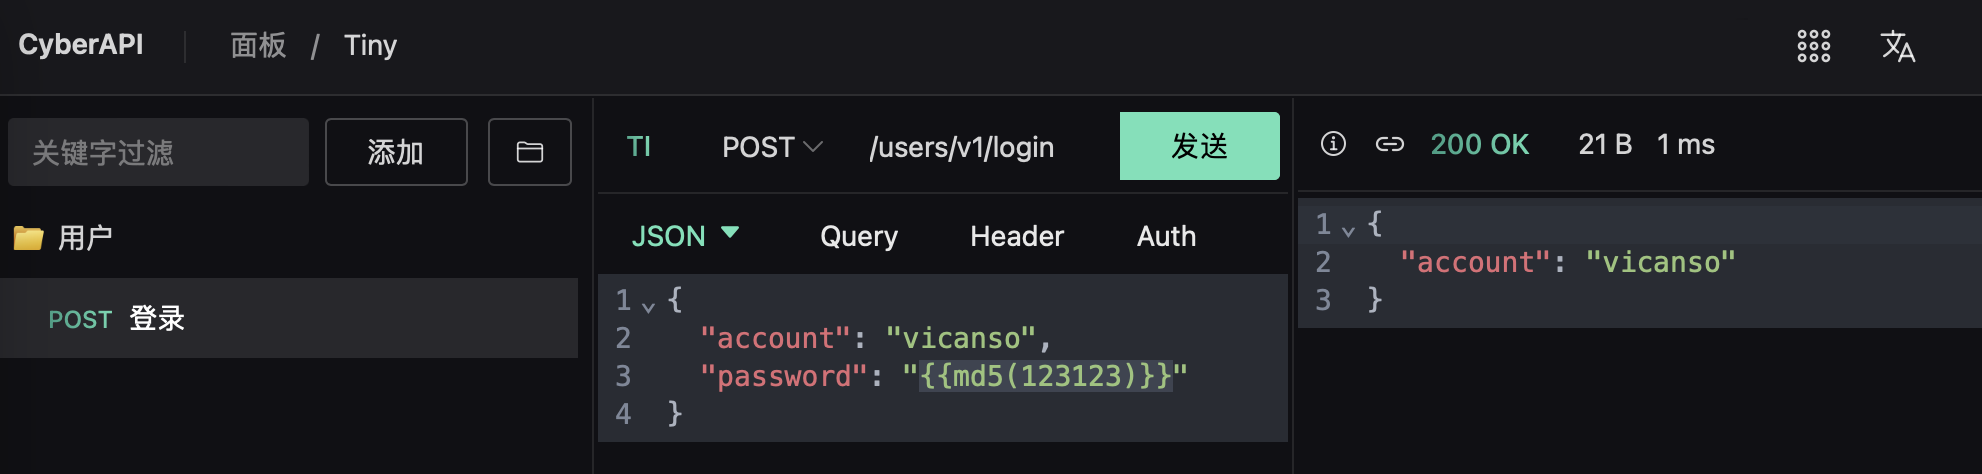 CyberAPI 面板 / Tiny
关键字过滤 添加
用户
POST 登录
TI POST /users/v1/login 发送
JSON Query Header Auth
1 {
2 "account": "vicanso",
3 "password": "{{md5(123123)}}"
4 }
200 OK 21 B 1 ms
1 {
2 "account": "vicanso"
3 }